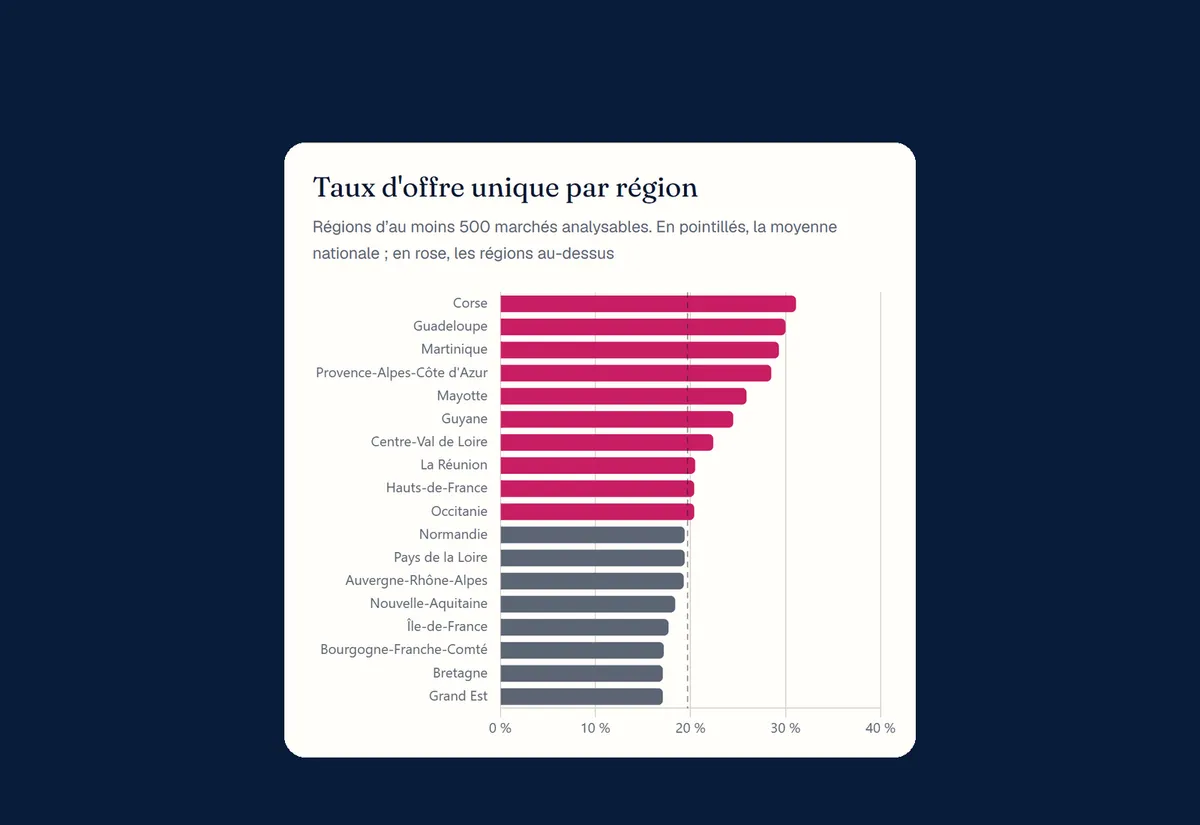 Taux d'offre unique par région
Régions d’au moins 500 marchés analysables. En pointillés, la moyenne
nationale ; en rose, les régions au-dessus
Corse
Guadeloupe
Martinique
Provence-Alpes-Côte d'Azur
Mayotte
Guyane
Centre-Val de Loire
La Réunion
Hauts-de-France
Occitanie
Normandie
Pays de la Loire
Auvergne-Rhône-Alpes
Nouvelle-Aquitaine
Île-de-France
Bourgogne-Franche-Comté
Bretagne
Grand Est
0 % 10 % 20 % 30 % 40 %